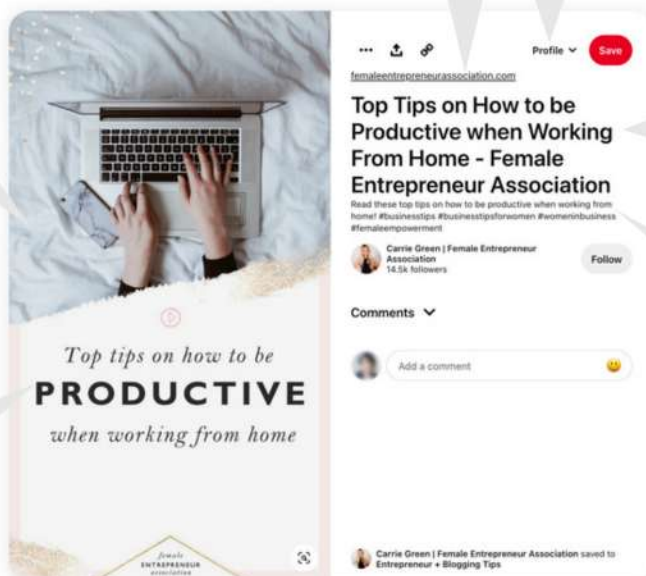 Top tips on how to be
PRODUCTIVE
when working from home
female
ENTREPRENEUR
association
Profile
Save
femaleentrepreneurassociation.com
Top Tips on How to be
Productive when Working
From Home - Female
Entrepreneur Association
Read these top tips on how to be productive when working from
home! #businesstips #businesstipsforwomen #womeninbusiness
#femaleempowerment
Carrie Green | Female Entrepreneur
Association
14.5k followers
Follow
Comments
Add a comment
Carrie Green | Female Entrepreneur Association saved to
Entrepreneur + Blogging Tips